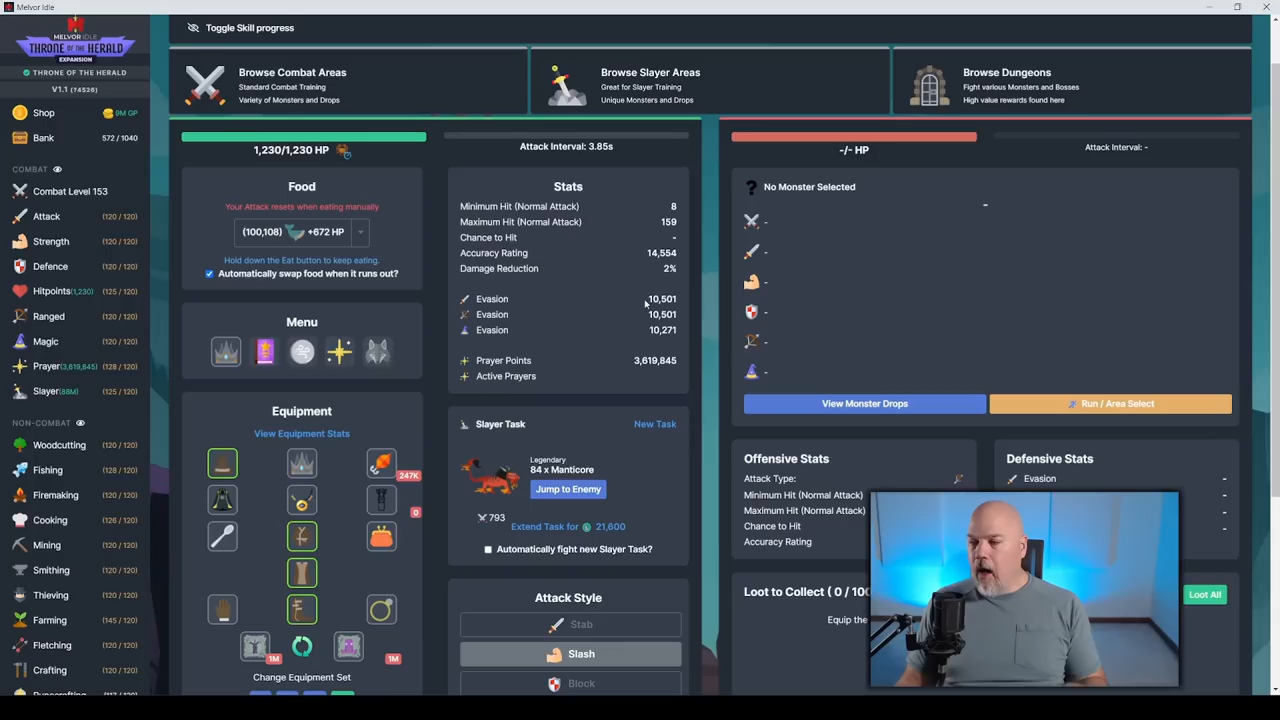 Melvor Idle
MELVOR IDLE
THRONE OF THE HERALD
EXPANSION
THRONE OF THE HERALD
V1.1 (74526)
Shop
9M GP
Bank
572 / 1040
COMBAT
Combat Level 153
Attack (120 / 120)
Strength (120 / 120)
Defence (120 / 120)
Hitpoints(1,230) (125 / 120)
Ranged (120 / 120)
Magic (120 / 120)
Prayer(3,619,845) (128 / 120)
Slayer(88M) (125 / 120)
NON-COMBAT
Woodcutting (120 / 120)
Fishing (128 / 120)
Firemaking (120 / 120)
Cooking (126 / 120)
Mining (120 / 120)
Smithing (120 / 120)
Thieving (120 / 120)
Farming (145 / 120)
Fletching (120 / 120)
Crafting (120 / 120)
Runecrafting (117 / 120)
Toggle Skill progress
Browse Combat Areas
Standard Combat Training
Variety of Monsters and Drops
Browse Slayer Areas
Great for Slayer Training
Unique Monsters and Drops
Browse Dungeons
Fight various Monsters and Bosses
High value rewards found here
1,230/1,230 HP
Food
Your Attack resets when eating manually
(100,108) +672 HP
Hold down the Eat button to keep eating.
Automatically swap food when it runs out?
Menu
Equipment
View Equipment Stats
247K
0
1M
1M
Change Equipment Set
Attack Interval: 3.85s
Stats
Minimum Hit (Normal Attack) 8
Maximum Hit (Normal Attack) 159
Chance to Hit -
Accuracy Rating 14,554
Damage Reduction 2%
Evasion 10,501
Evasion 10,501
Evasion 10,271
Prayer Points 3,619,845
Active Prayers
Slayer Task
New Task
Legendary
84 x Manticore
Jump to Enemy
793
Extend Task for 21,600
Automatically fight new Slayer Task?
Attack Style
Stab
Slash
Block
-/- HP
Attack Interval: -
? No Monster Selected
-
-
-
-
-
-
-
View Monster Drops
Run / Area Select
Offensive Stats
Attack Type:
Minimum Hit (Normal Attack)
Maximum Hit (Normal Attack)
Chance to Hit
Accuracy Rating
Defensive Stats
Evasion -
-
-
-
Loot to Collect ( 0 / 100
Loot All
Equip the